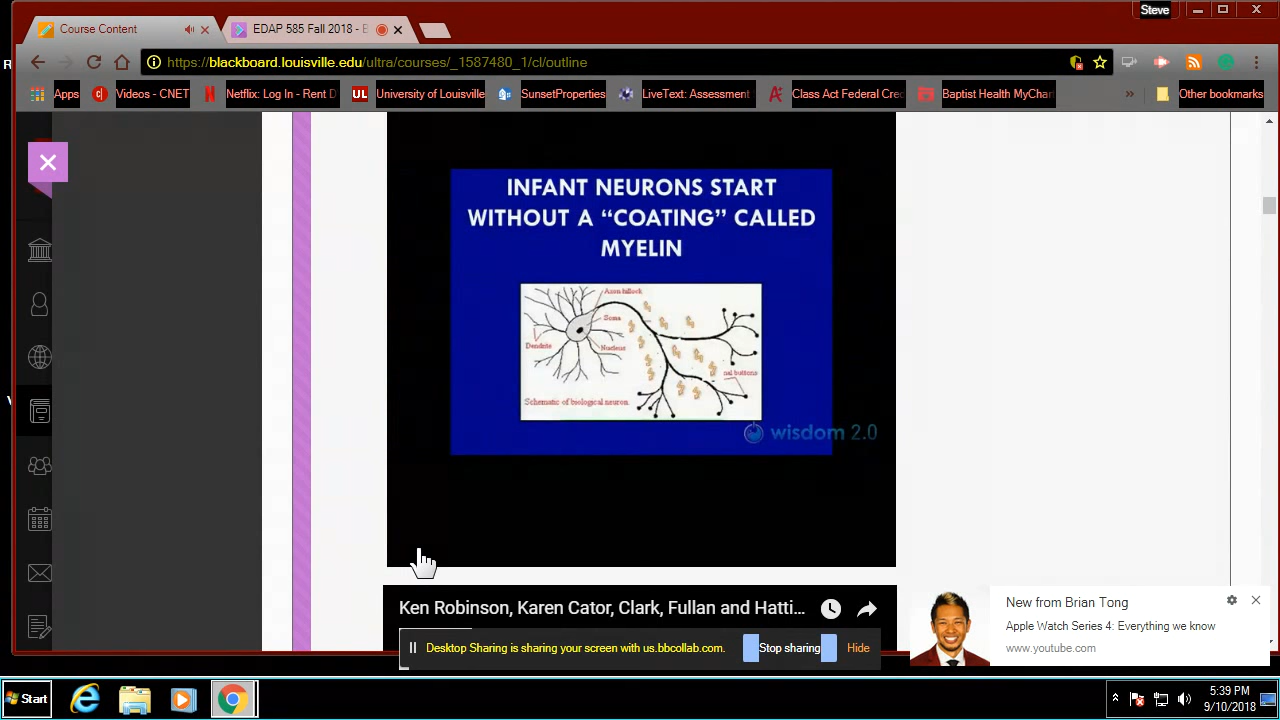 Steve
Course Content
EDAP 585 Fall 2018 - B
https://blackboard.louisville.edu/ultra/courses/_1587480_1/cl/outline
Apps
Videos - CNET
Netflix: Log In - Rent D
University of Louisville
SunsetProperties
LiveText: Assessment
Class Act Federal Cre
Baptist Health MyChar
»
Other bookmarks
INFANT NEURONS START
WITHOUT A “COATING” CALLED
MYELIN
Axon hillock
Soma
Dendrite
Nucleus
nal buttons
Schematic of biological neuron.
wisdom 2.0
Ken Robinson, Karen Cator, Clark, Fullan and Hatti...
Desktop Sharing is sharing your screen with us.bbcollab.com.
Stop sharing
Hide
New from Brian Tong
Apple Watch Series 4: Everything we know
www.youtube.com
Start
5:39 PM
9/10/2018